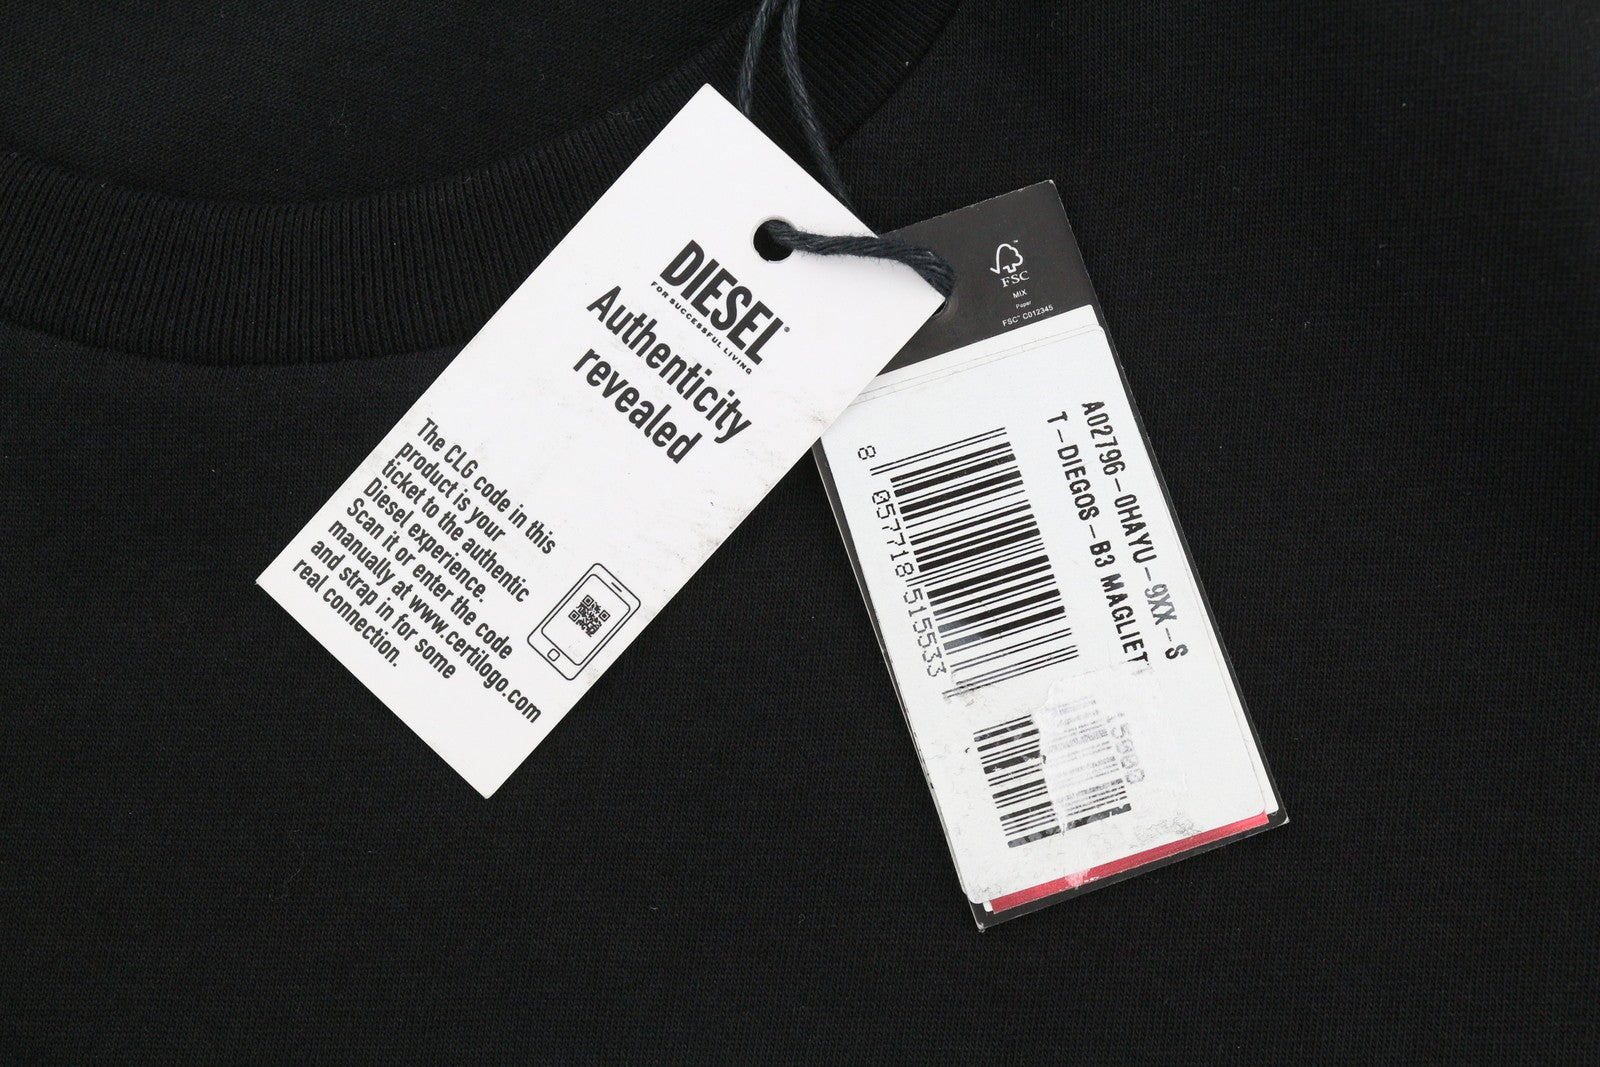 DIESEL
FOR SUCCESSFUL LIVING
Authenticity
revealed
The CLG code in this
product is your
ticket to the authentic
Diesel experience.
Scan it or enter the code
manually at www.certilogo.com
and strap in for some
real connection.
FSC
MIX
Paper
FSC™ C012345
A02796-0HAYU-9XX-S
T-DIEGOS-B3 MAGLIET
8 057718 515533